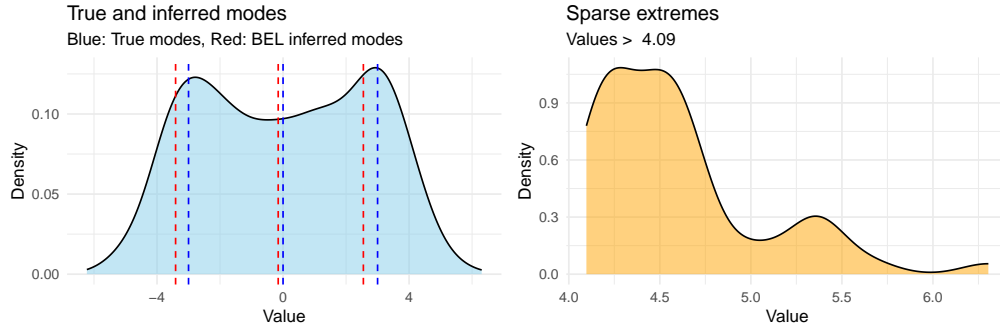 True and inferred modes
Blue: True modes, Red: BEL inferred modes
Density
0.10
0.05
0.00
−4
0
4
Value
Sparse extremes
Values >  4.09
Density
0.9
0.6
0.3
0.0
4.0
4.5
5.0
5.5
6.0
Value